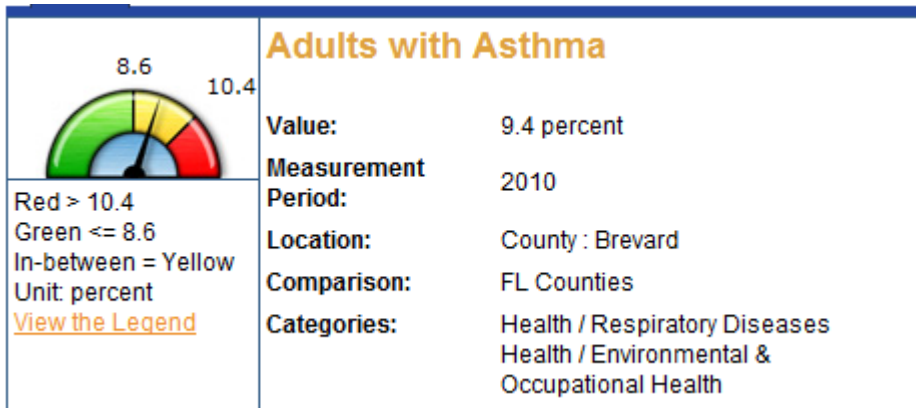 8.6
10.4
Red > 10.4
Green <= 8.6
In-between = Yellow
Unit: percent
View the Legend
Adults with Asthma
Value: 9.4 percent
Measurement
Period: 2010
Location: County : Brevard
Comparison: FL Counties
Categories: Health / Respiratory Diseases
Health / Environmental &
Occupational Health